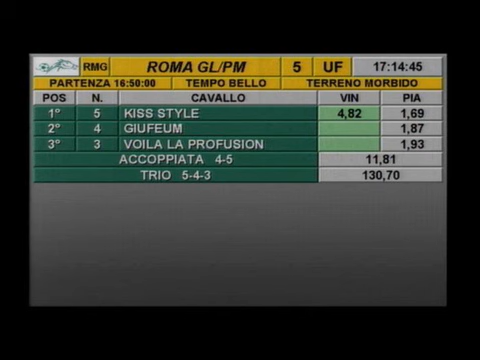 RMG ROMA GL/PM 5 UF 17:14:45
PARTENZA 16:50:00 TEMPO BELLO TERRENO MORBIDO
POS N. CAVALLO VIN PIA
1° 5 KISS STYLE 4,82 1,69
2° 4 GIUFEUM 1,87
3° 3 VOILA LA PROFUSION 1,93
ACCOPPIATA 4-5 11,81
TRIO 5-4-3 130,70